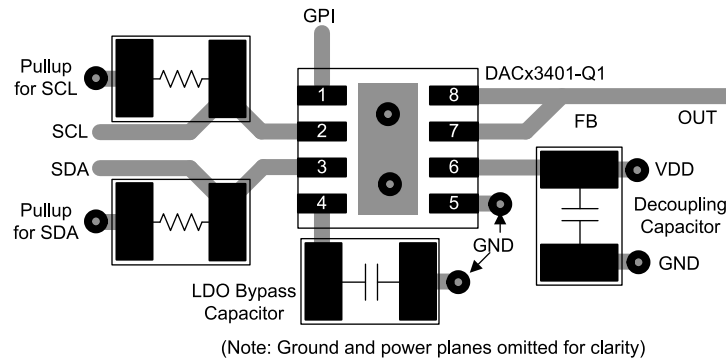 GPI
Pullup
for SCL
DACx3401-Q1
1
8
SCL
2
7
FB
OUT
SDA
3
6
VDD
4
5
Pullup
for SDA
Decoupling
Capacitor
GND
GND
LDO Bypass
Capacitor
(Note: Ground and power planes omitted for clarity)